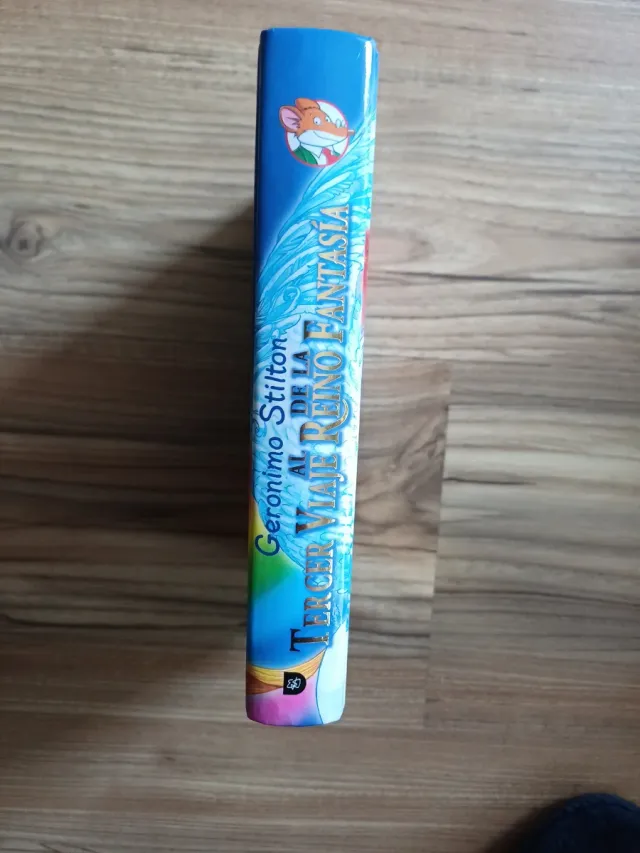 Geronimo Stilton
TERCER VIAJE AL REINO DE LA FANTASÍA